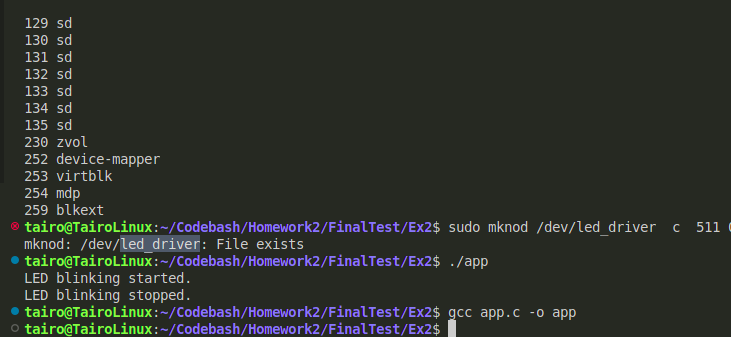 129 sd
130 sd
131 sd
132 sd
133 sd
134 sd
135 sd
230 zvol
252 device-mapper
253 virtblk
254 mdp
259 blkext
tairo@TairoLinux:~/Codebash/Homework2/FinalTest/Ex2$ sudo mknod /dev/led_driver  c  511 0
mknod: /dev/led_driver: File exists
tairo@TairoLinux:~/Codebash/Homework2/FinalTest/Ex2$ ./app
LED blinking started.
LED blinking stopped.
tairo@TairoLinux:~/Codebash/Homework2/FinalTest/Ex2$ gcc app.c -o app
tairo@TairoLinux:~/Codebash/Homework2/FinalTest/Ex2$